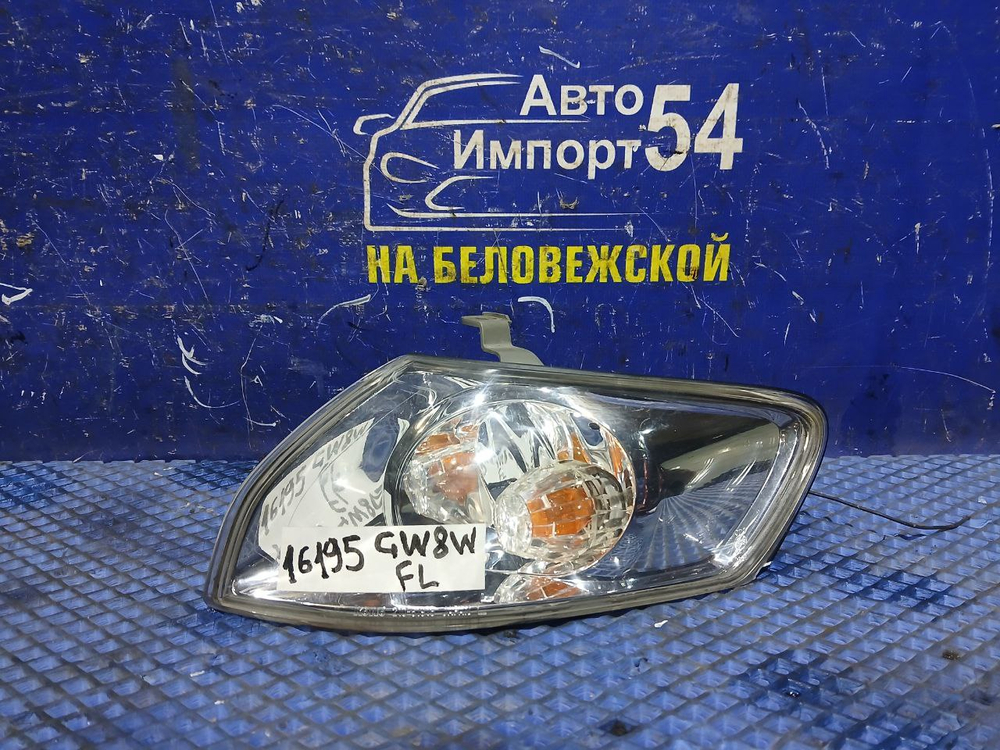 Авто
Импорт54
НА БЕЛОВЕЖСКОЙ
16195 GW8W
FL